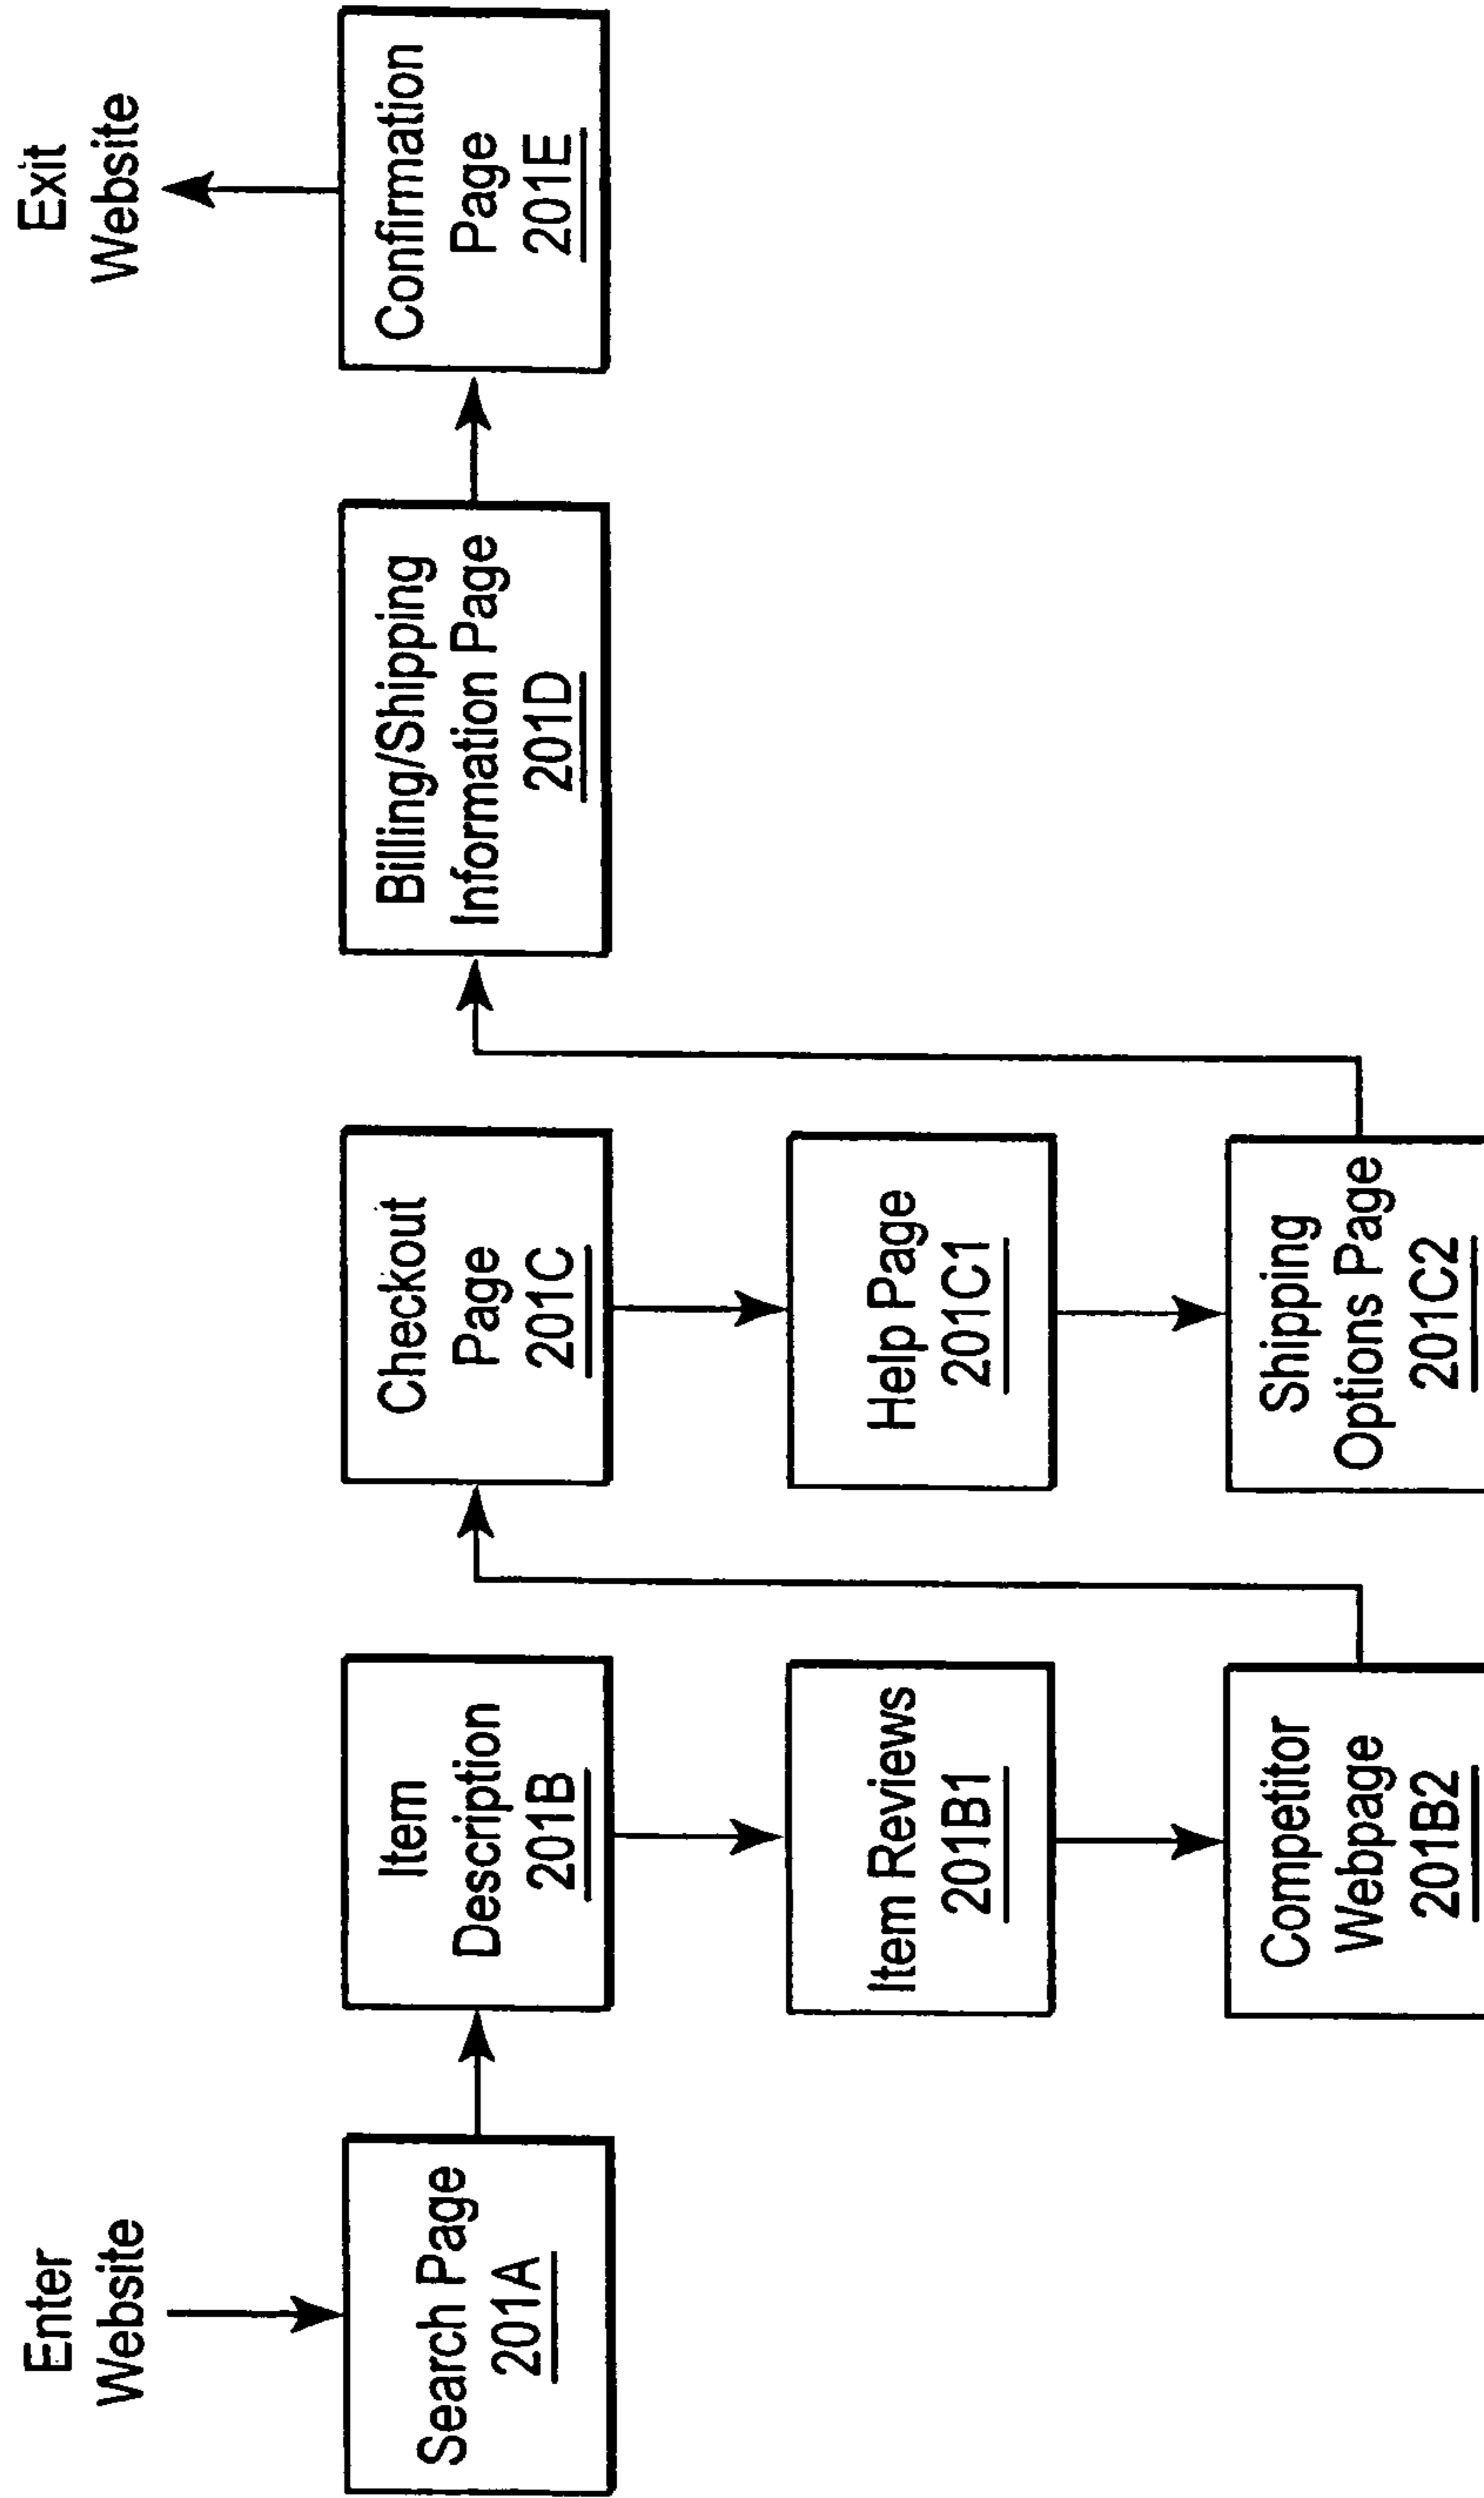 Enter
Website
Search Page
201A
Item
Description
201B
Item Reviews
201B1
Competitor
Webpage
201B2
Checkout
Page
201C
Help Page
201C1
Shipping
Options Page
201C2
Billing/Shipping
Information Page
201D
Confirmation
Page
201E
Exit
Website